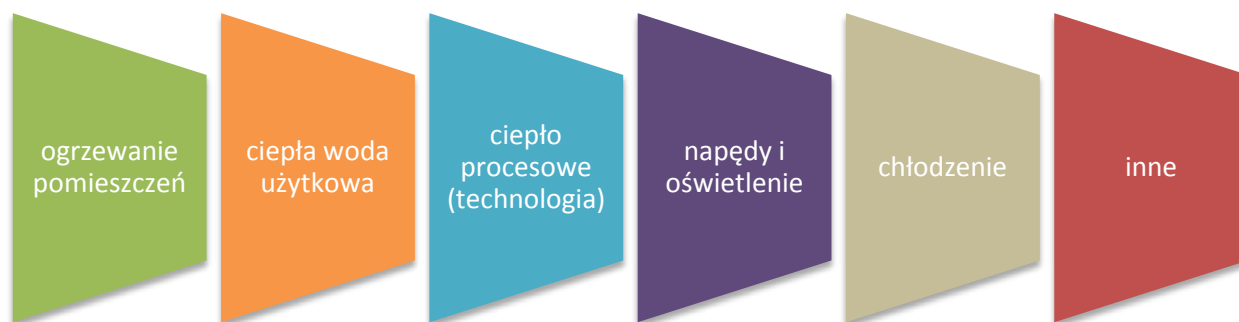 ogrzewanie
pomieszczeń
ciepła woda
użytkowa
ciepło
procesowe
(technologia)
napędy i
oświetlenie
chłodzenie
inne